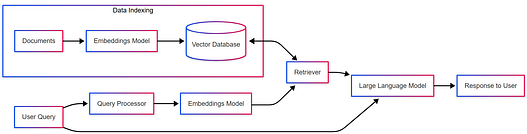 Data Indexing
Documents
Embeddings Model
Vector Database
Retriever
Large Language Model
Response to User
Query Processor
Embeddings Model
User Query